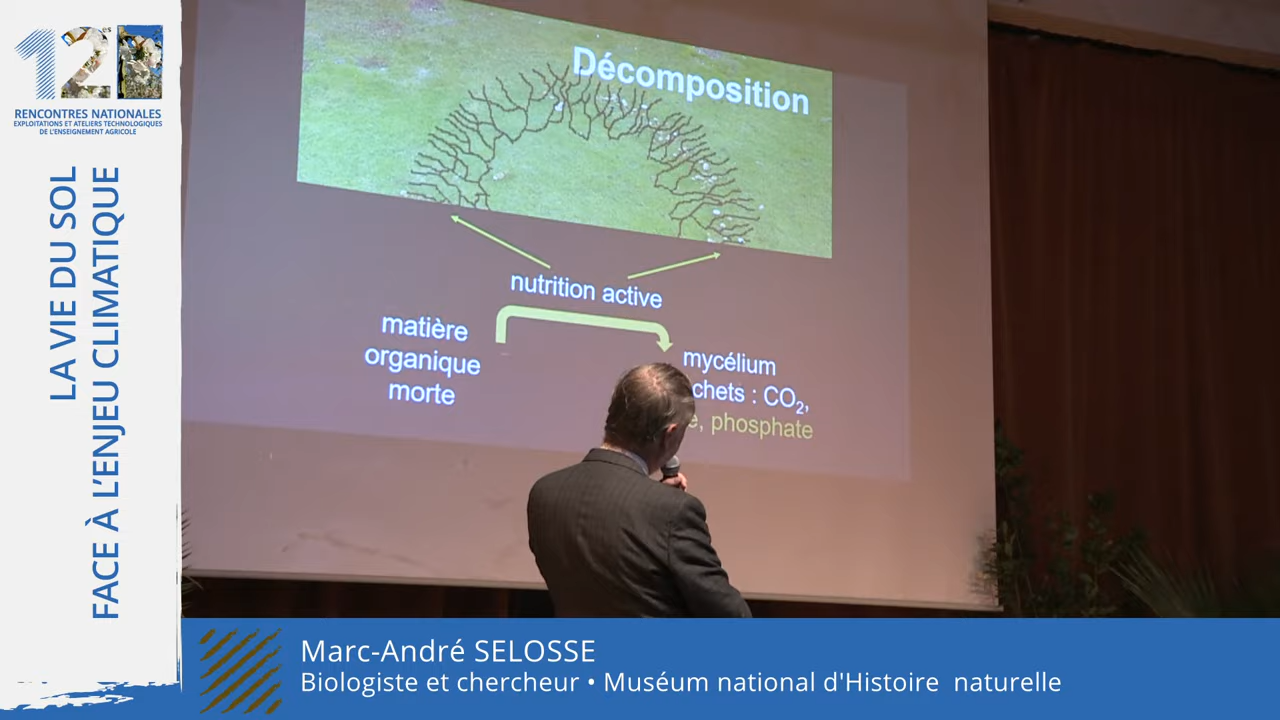 12es
RENCONTRES NATIONALES
EXPLOITATIONS ET ATELIERS TECHNOLOGIQUES
DE L'ENSEIGNEMENT AGRICOLE
LA VIE DU SOL
FACE À L'ENJEU CLIMATIQUE
Décomposition
nutrition active
matière
organique
morte
mycélium
chets : CO₂,
e, phosphate
Marc-André SELOSSE
Biologiste et chercheur • Muséum national d'Histoire naturelle